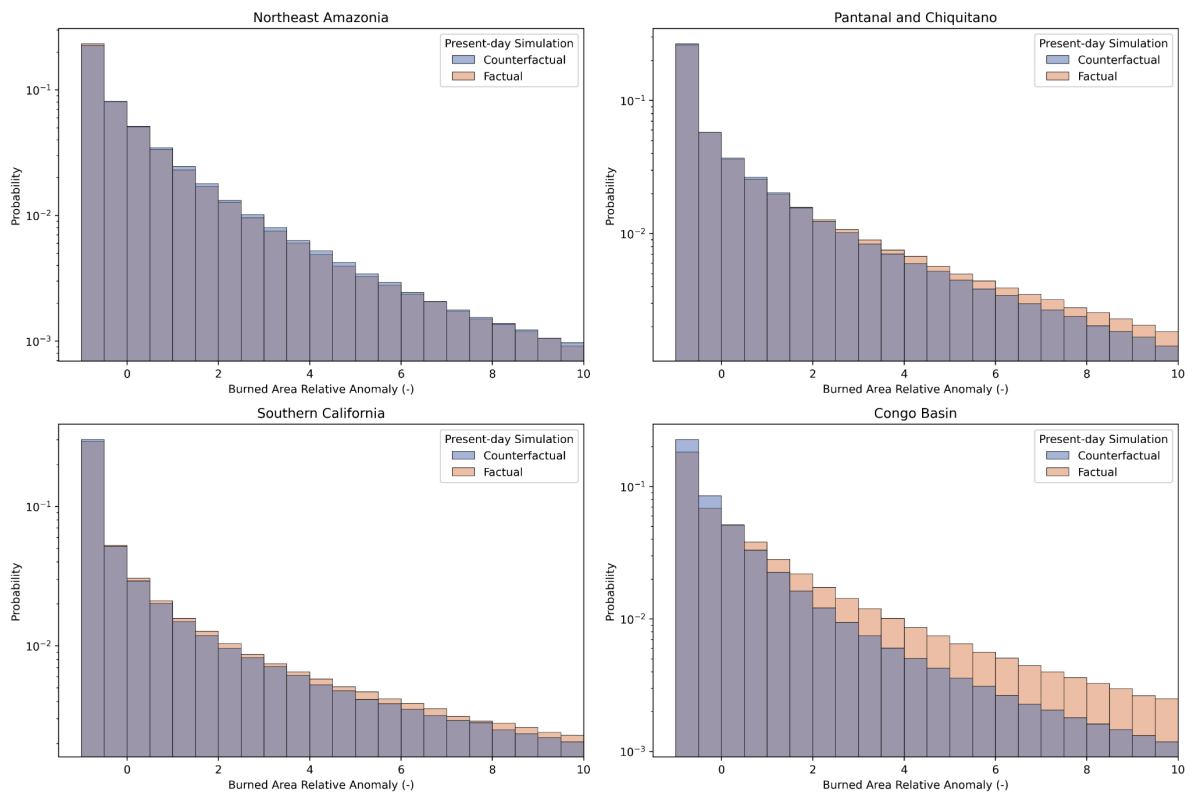 Northeast Amazonia
Present-day Simulation
Counterfactual
Factual
Probability
10⁻¹
10⁻²
10⁻³
0 2 4 6 8 10
Burned Area Relative Anomaly (-)
Pantanal and Chiquitano
Present-day Simulation
Counterfactual
Factual
Probability
10⁻¹
10⁻²
0 2 4 6 8 10
Burned Area Relative Anomaly (-)
Southern California
Present-day Simulation
Counterfactual
Factual
Probability
10⁻¹
10⁻²
0 2 4 6 8 10
Burned Area Relative Anomaly (-)
Congo Basin
Present-day Simulation
Counterfactual
Factual
Probability
10⁻¹
10⁻²
10⁻³
0 2 4 6 8 10
Burned Area Relative Anomaly (-)